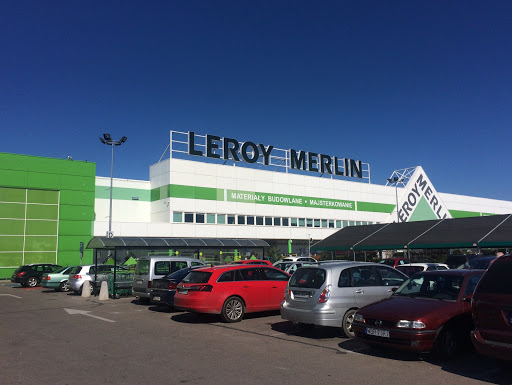 LEROY MERLIN
MATERIAŁY BUDOWLANE • MAJSTERKOWANIE
LEROY
MERLIN